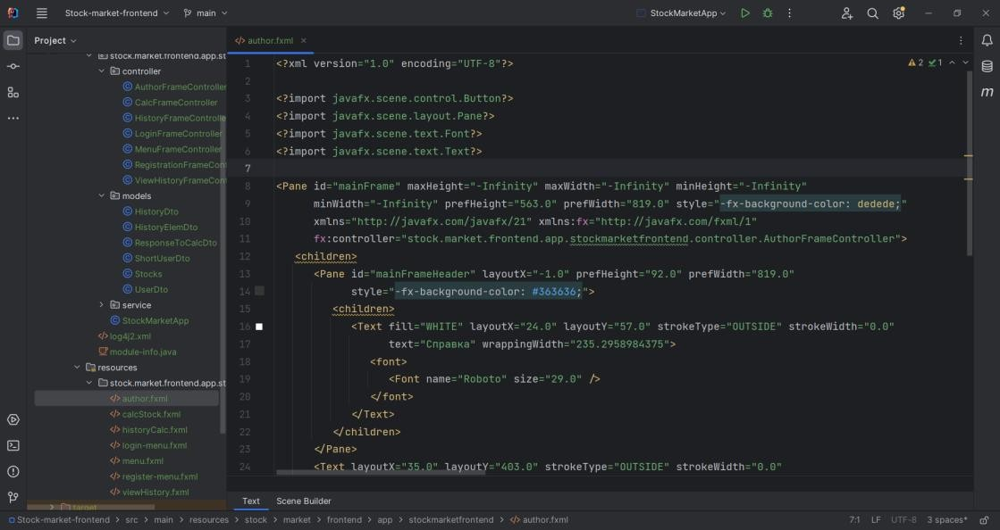 Stock-market-frontend
main
StockMarketApp
Project
author.fxml
stock.market.frontend.app.st
controller
AuthorFrameController
CalcFrameController
HistoryFrameControlle
LoginFrameController
MenuFrameController
RegistrationFrameCont
ViewHistoryFrameCont
models
HistoryDto
HistoryElemDto
ResponseToCalcDto
ShortUserDto
Stocks
UserDto
service
StockMarketApp
log4j2.xml
module-info.java
resources
stock.market.frontend.app.st
author.fxml
calcStock.fxml
historyCalc.fxml
login-menu.fxml
menu.fxml
register-menu.fxml
viewHistory.fxml
target
2 1
1 <?xml version="1.0" encoding="UTF-8"?>
2
3 <?import javafx.scene.control.Button?>
4 <?import javafx.scene.layout.Pane?>
5 <?import javafx.scene.text.Font?>
6 <?import javafx.scene.text.Text?>
7
8 <Pane id="mainFrame" maxHeight="-Infinity" maxWidth="-Infinity" minHeight="-Infinity"
9 minWidth="-Infinity" prefHeight="563.0" prefWidth="819.0" style="-fx-background-color: dedede;"
10 xmlns="http://javafx.com/javafx/21" xmlns:fx="http://javafx.com/fxml/1"
11 fx:controller="stock.market.frontend.app.stockmarketfrontend.controller.AuthorFrameController">
12 <children>
13 <Pane id="mainFrameHeader" layoutX="-1.0" prefHeight="92.0" prefWidth="819.0"
14 style="-fx-background-color: #363636;">
15 <children>
16 <Text fill="WHITE" layoutX="24.0" layoutY="57.0" strokeType="OUTSIDE" strokeWidth="0.0"
17 text="Справка" wrappingWidth="235.2958984375">
18 <font>
19 <Font name="Roboto" size="29.0" />
20 </font>
21 </Text>
22 </children>
23 </Pane>
24 <Text layoutX="35.0" layoutY="403.0" strokeType="OUTSIDE" strokeWidth="0.0"
Text Scene Builder
Stock-market-frontend > src > main > resources > stock > market > frontend > app > stockmarketfrontend > author.fxml
7:1 LF UTF-8 3 spaces*
m